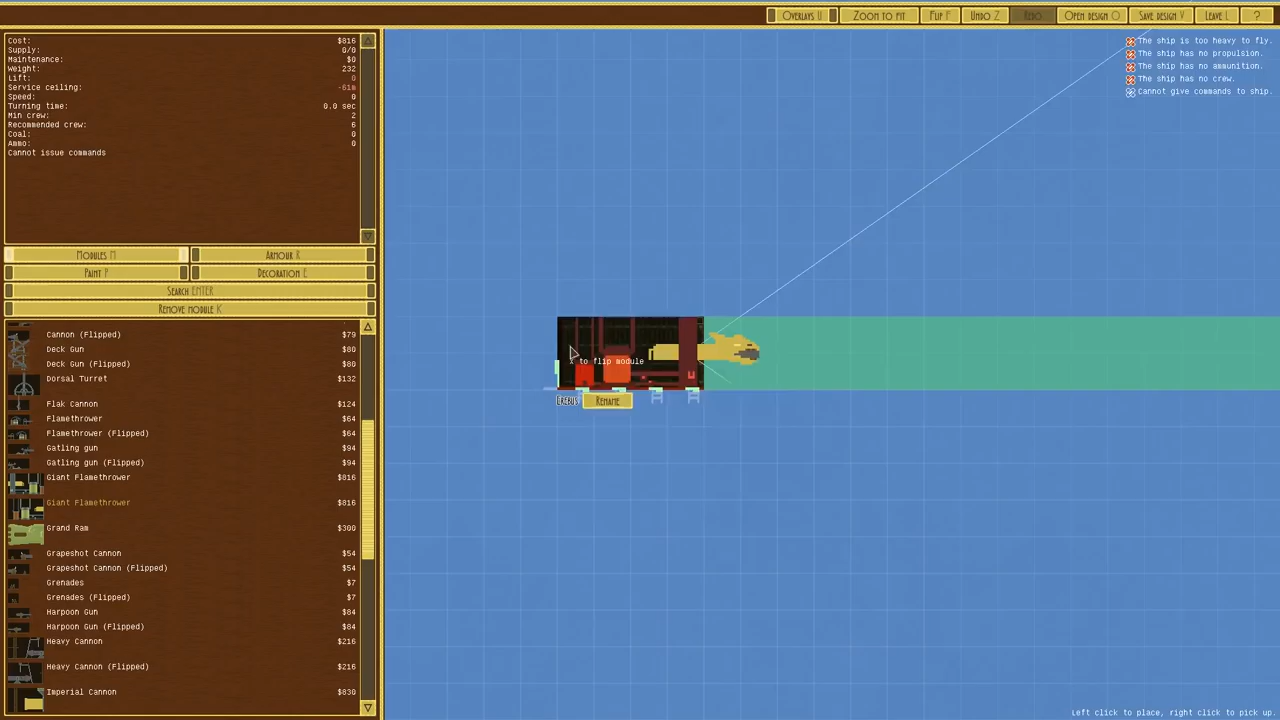 Overlays U
Zoom to fit
Flip F
Undo Z
Redo
Open design O
Save design V
Leave L
?
Cost: $816
Supply: 0/0
Maintenance: $0
Weight: 232
Lift: 0
Service ceiling: -61m
Speed: 0
Turning time: 0.0 sec
Min crew: 2
Recommended crew: 6
Coal: 0
Ammo: 0
Cannot issue commands
The ship is too heavy to fly.
The ship has no propulsion.
The ship has no ammunition.
The ship has no crew.
Cannot give commands to ship.
Modules M
Armour R
Paint P
Decoration E
Search ENTER
Remove module K
Cannon (Flipped) $79
Deck Gun $80
Deck Gun (Flipped) $80
Dorsal Turret $132
Flak Cannon $124
Flamethrower $64
Flamethrower (Flipped) $64
Gatling gun $94
Gatling gun (Flipped) $94
Giant Flamethrower $816
Giant Flamethrower $816
Grand Ram $300
Grapeshot Cannon $54
Grapeshot Cannon (Flipped) $54
Grenades $7
Grenades (Flipped) $7
Harpoon Gun $84
Harpoon Gun (Flipped) $84
Heavy Cannon $216
Heavy Cannon (Flipped) $216
Imperial Cannon $830
X to flip module
Erebus
Rename
Left click to place, right click to pick up.